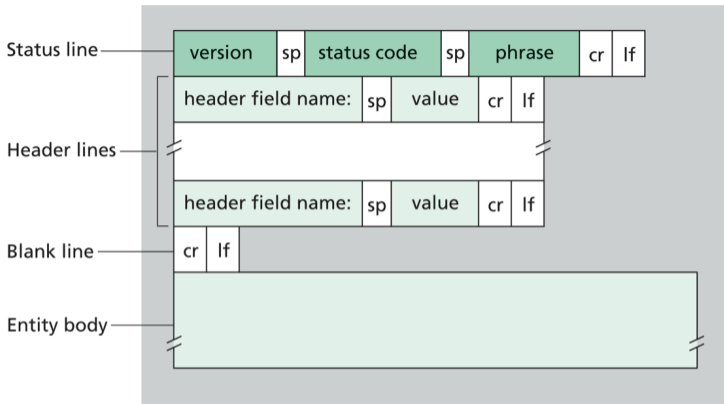 Status line version sp status code sp phrase cr lf
header field name: sp value cr lf
Header lines
header field name: sp value cr lf
Blank line cr lf
Entity body